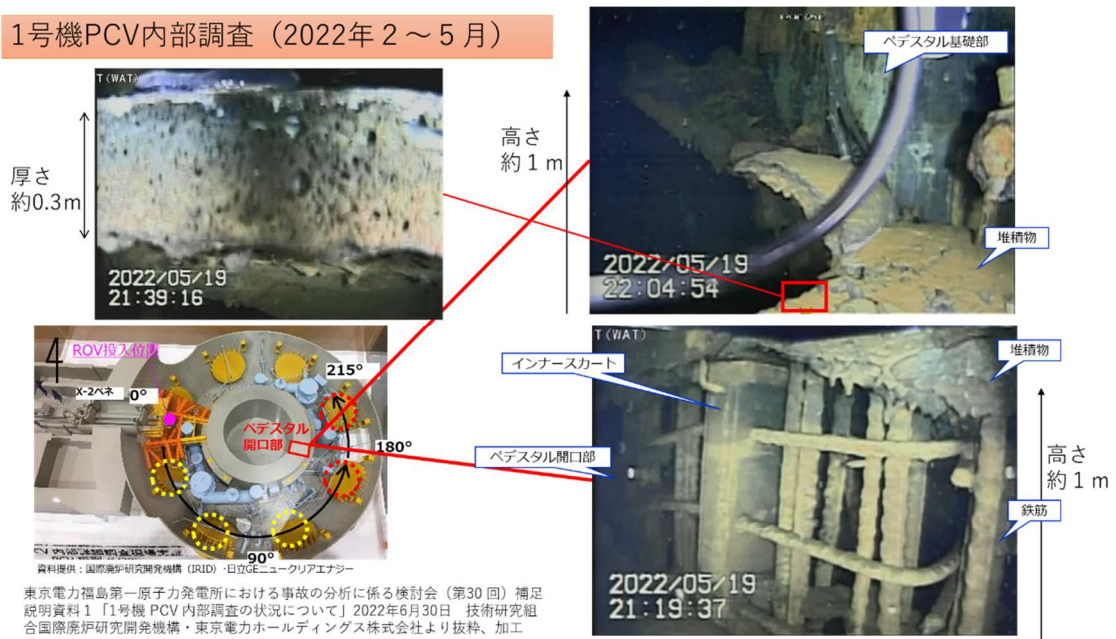 1号機PCV内部調査（2022年２～５月）
T(WAT)
厚さ
約0.3m
2022/05/19
21:39:16
高さ
約１ｍ
ペデスタル基礎部
堆積物
2022/05/19
22:04:54
ROV投入位置
X-2ペネ
0°
215°
ペデスタル
開口部
180°
90°
資料提供：国際廃炉研究開発機構（IRID）・日立GEニュークリアエナジー
T(WAT)
インナースカート
堆積物
ペデスタル開口部
高さ
約１ｍ
鉄筋
2022/05/19
21:19:37
東京電力福島第一原子力発電所における事故の分析に係る検討会（第30 回）補足
説明資料１「1号機 PCV 内部調査の状況について」2022年6月30日　技術研究組
合国際廃炉研究開発機構・東京電力ホールディングス株式会社より抜粋、加工